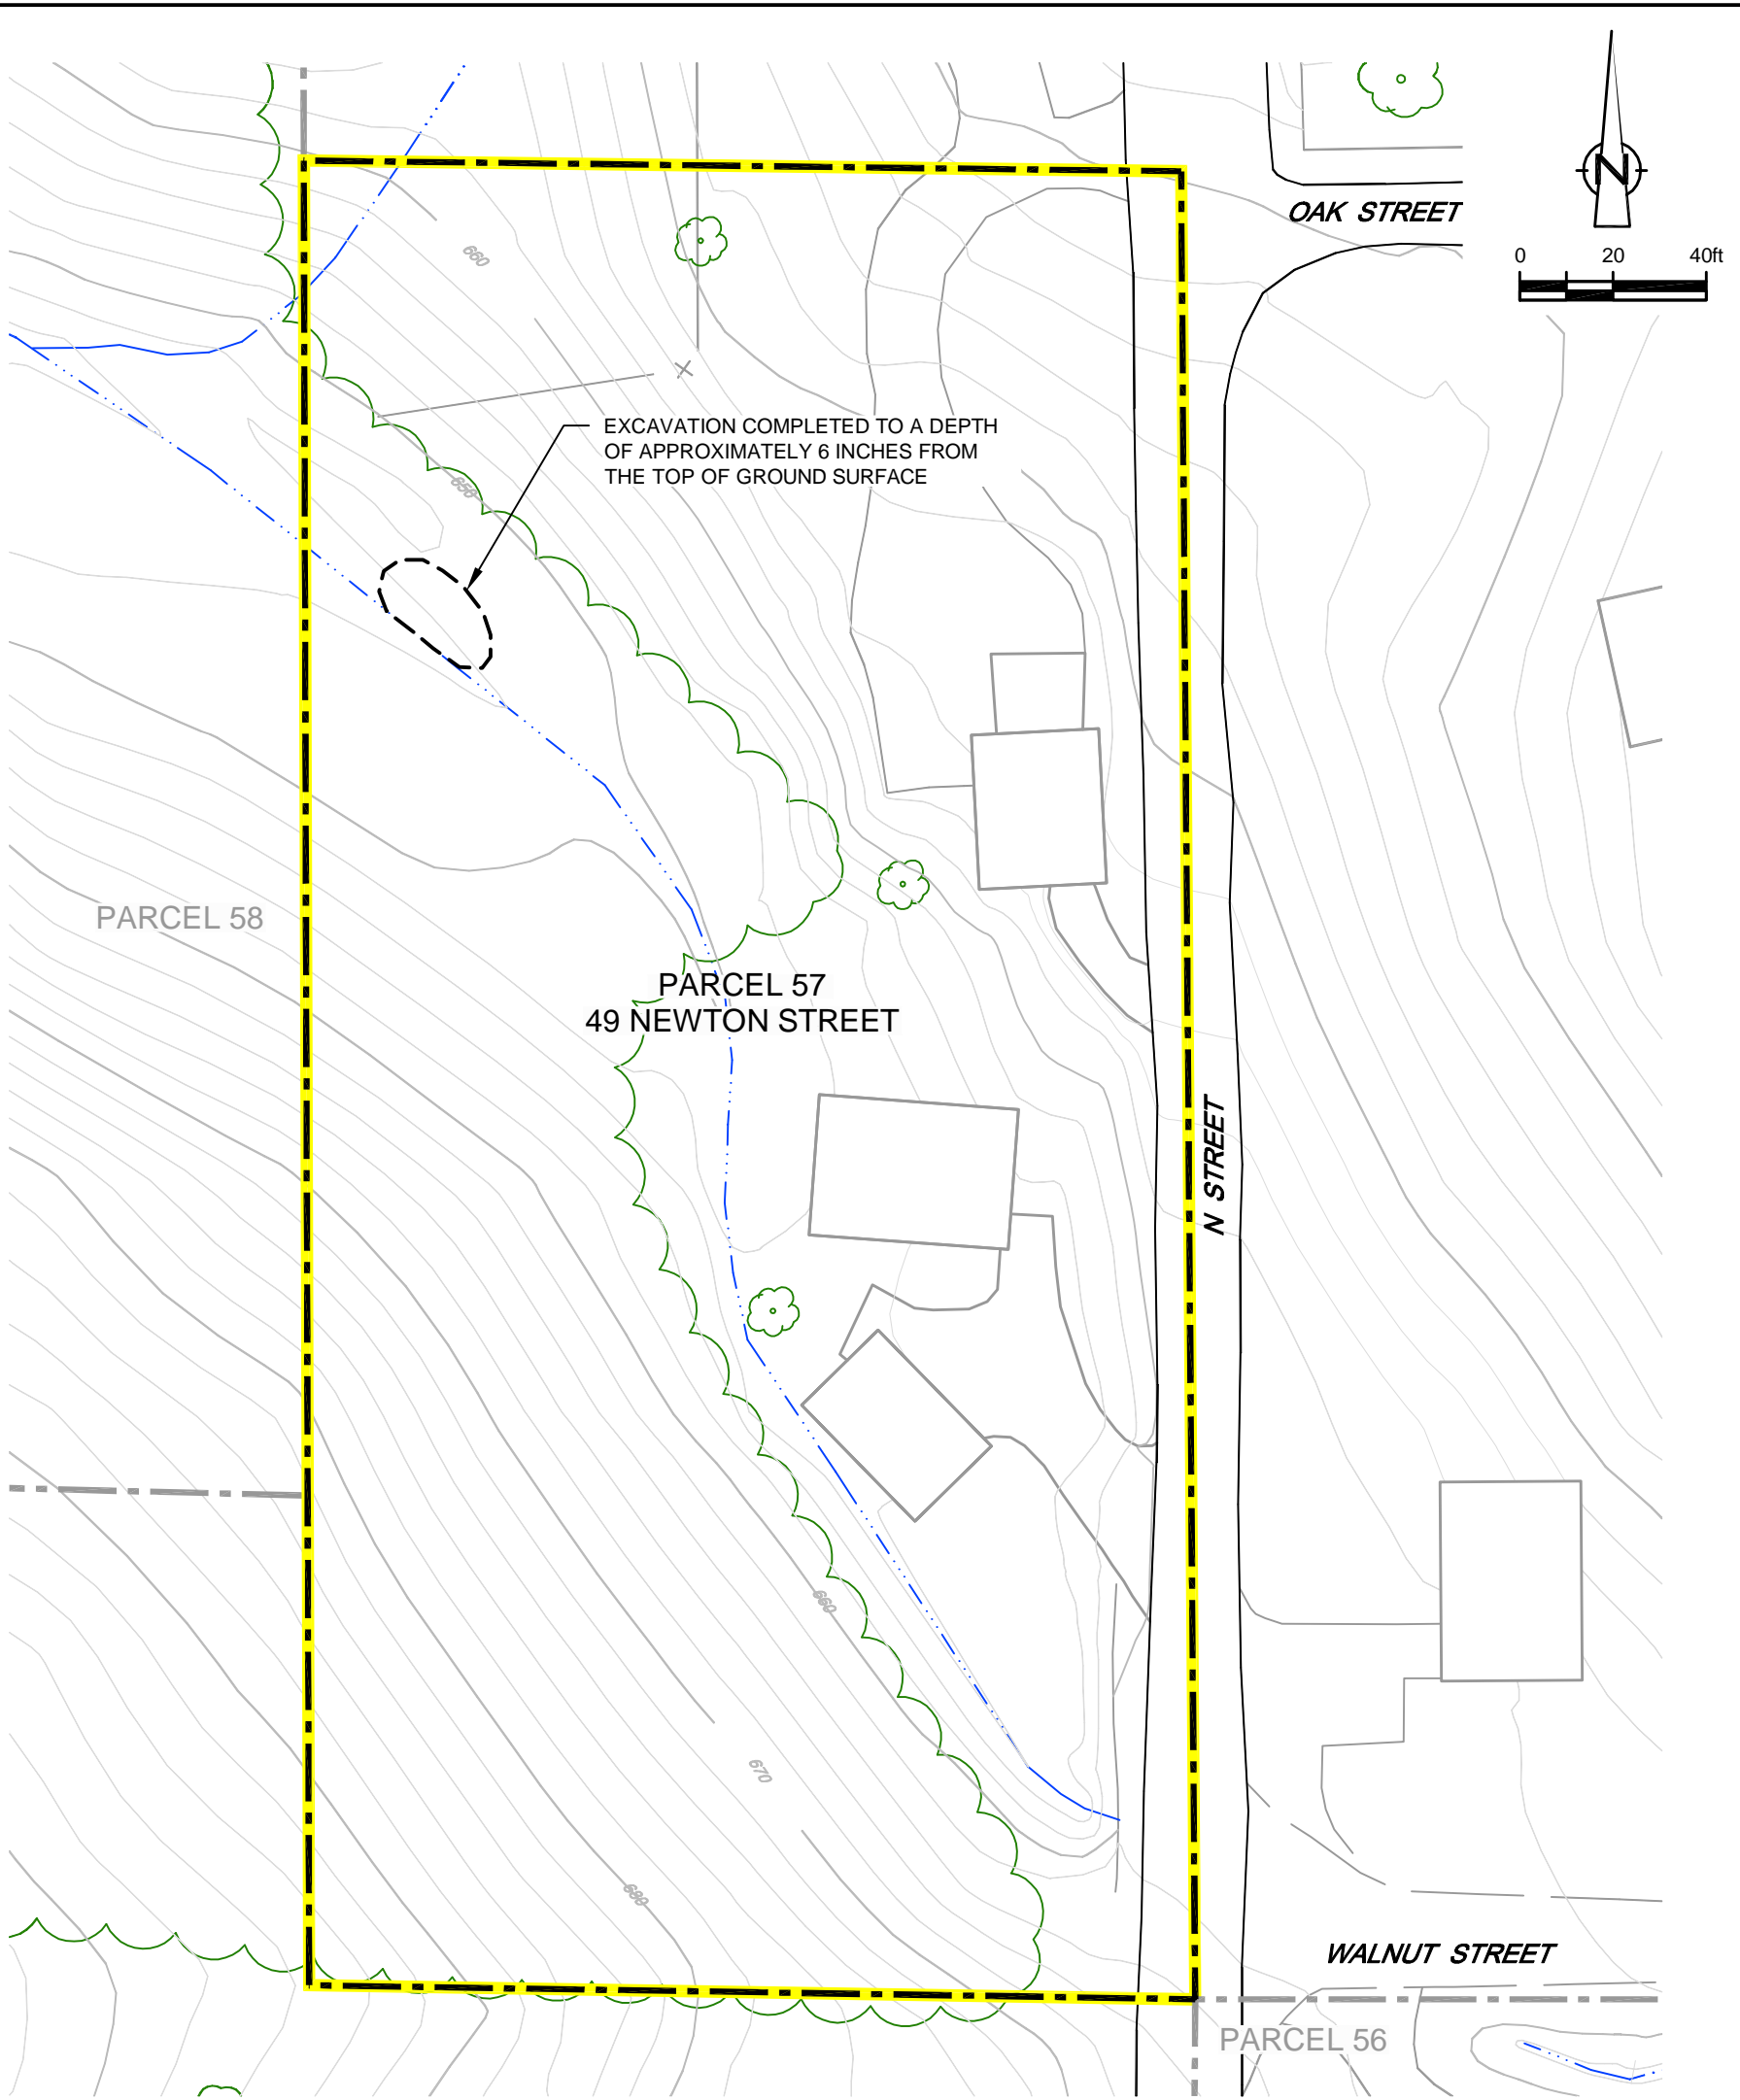 N
OAK STREET
0 20 40ft
660
EXCAVATION COMPLETED TO A DEPTH
OF APPROXIMATELY 6 INCHES FROM
THE TOP OF GROUND SURFACE
650
PARCEL 58
PARCEL 57
49 NEWTON STREET
N STREET
660
670
680
WALNUT STREET
PARCEL 56